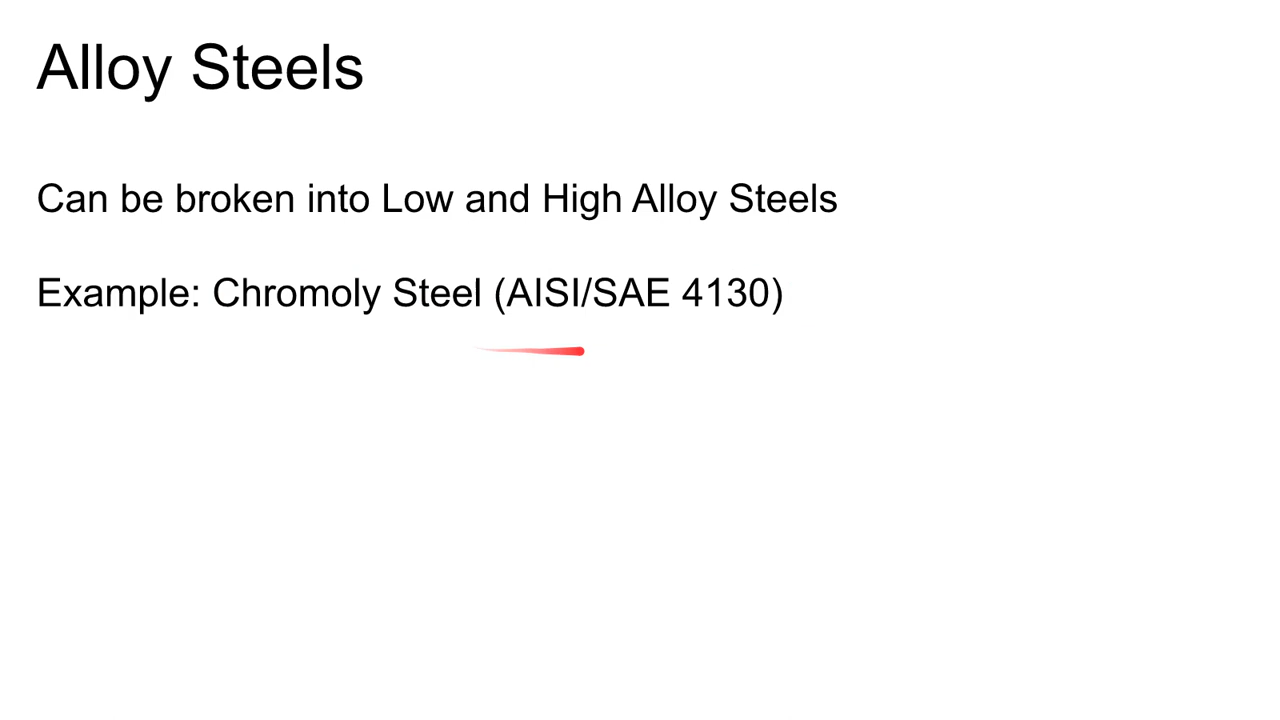 Alloy Steels
Can be broken into Low and High Alloy Steels
Example: Chromoly Steel (AISI/SAE 4130)